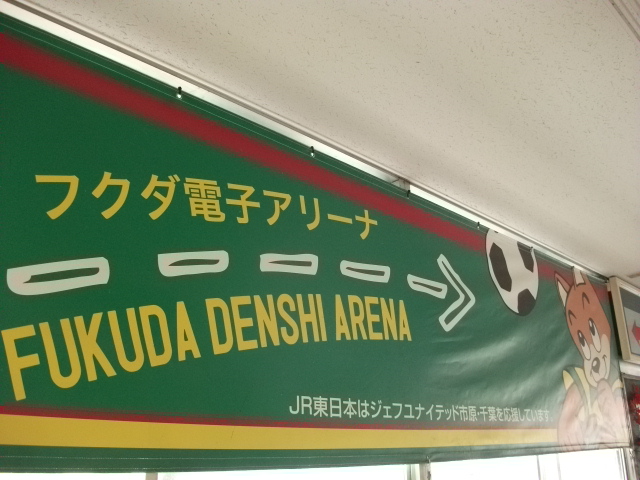 フクダ電子アリーナ
FUKUDA DENSHI ARENA
JR東日本はジェフユナイテッド市原・千葉を応援しています。